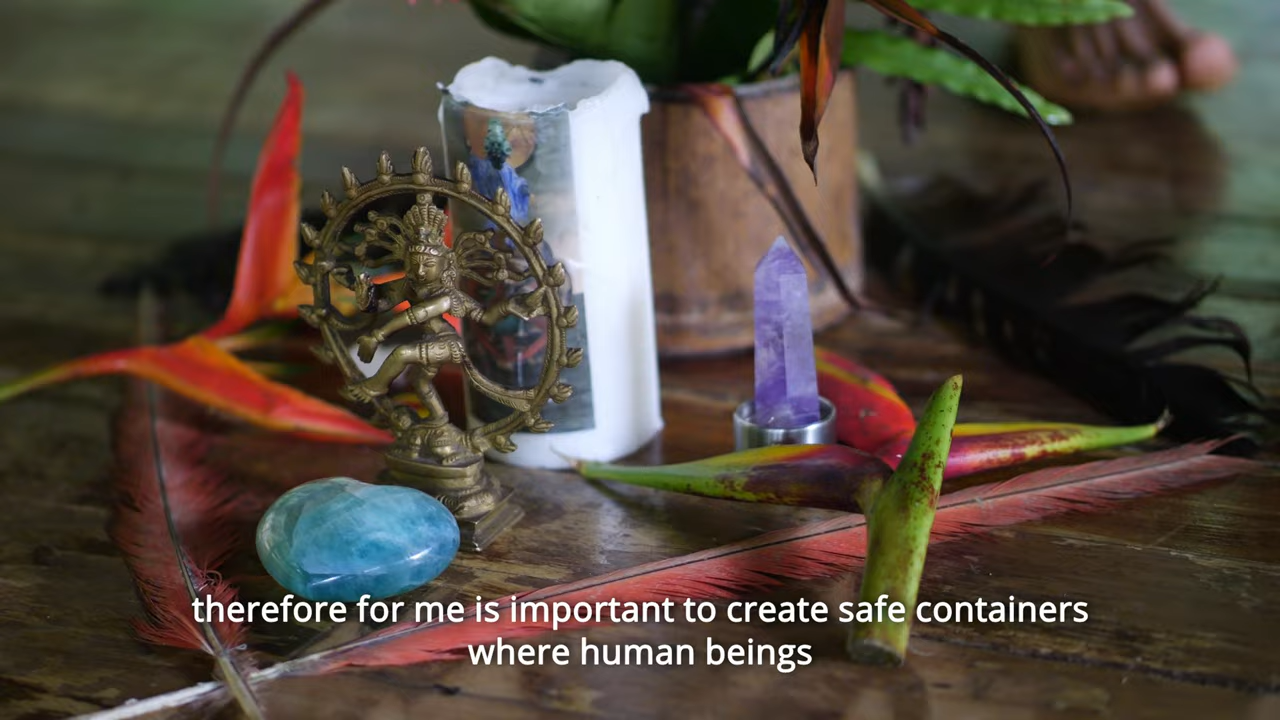 therefore for me is important to create safe containers
where human beings